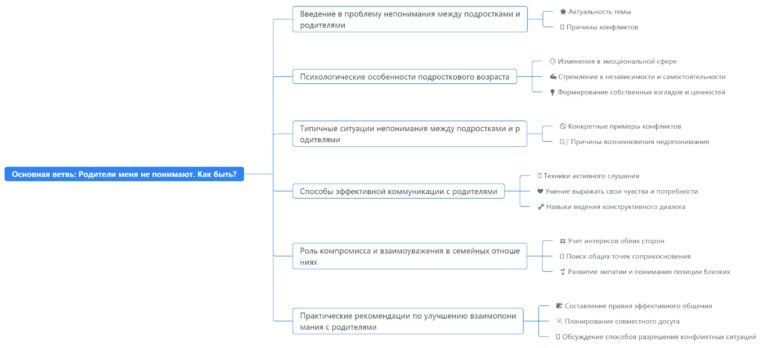 Основная ветвь: Родители меня не понимают. Как быть?
Введение в проблему непонимания между подростками и
родителями
Актуальность темы
Причины конфликтов
Психологические особенности подросткового возраста
Изменения в эмоциональной сфере
Стремление к независимости и самостоятельности
Формирование собственных взглядов и ценностей
Типичные ситуации непонимания между подростками и р
одителями
Конкретные примеры конфликтов
Причины возникновения недопонимания
Способы эффективной коммуникации с родителями
Техники активного слушания
Умение выражать свои чувства и потребности
Навыки ведения конструктивного диалога
Роль компромисса и взаимоуважения в семейных отноше
ниях
Учет интересов обеих сторон
Поиск общих точек соприкосновения
Развитие эмпатии и понимания позиции близких
Практические рекомендации по улучшению взаимопони
мания с родителями
Составление правил эффективного общения
Планирование совместного досуга
Обсуждение способов разрешения конфликтных ситуаций